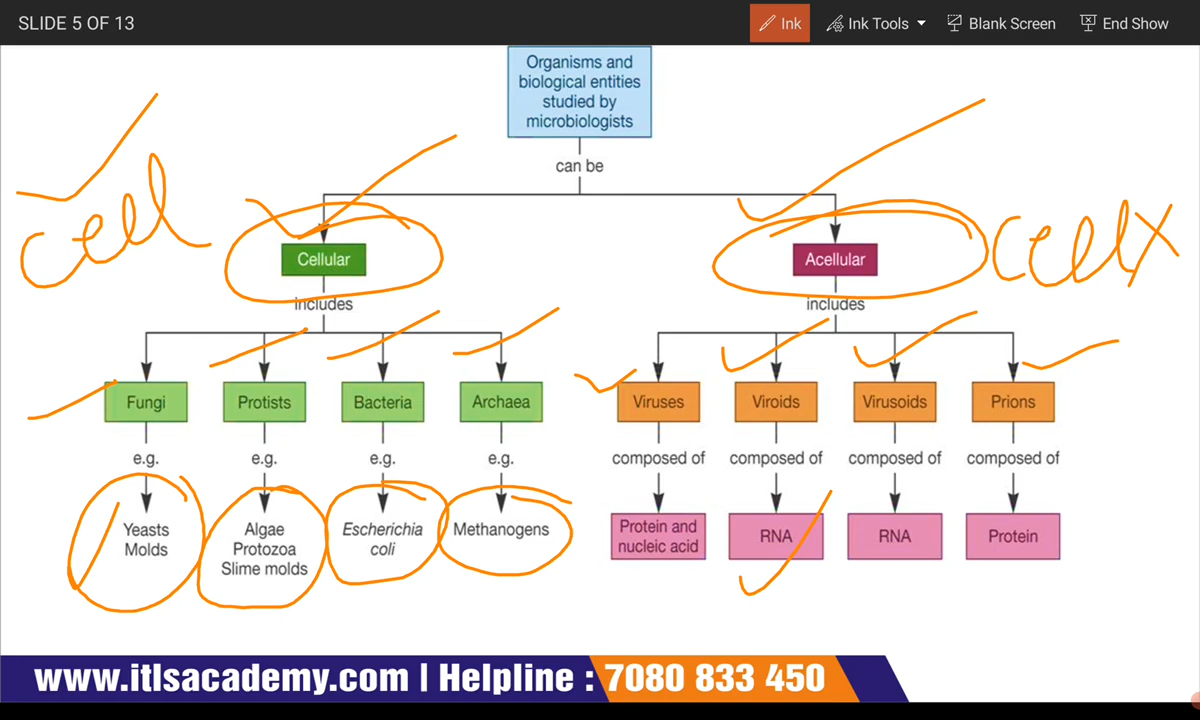 SLIDE 5 OF 13
Ink
Ink Tools
Blank Screen
End Show
Organisms and
biological entities
studied by
microbiologists
can be
cell
Cellular
Acellular
cell
includes
includes
Fungi
Protists
Bacteria
Archaea
Viruses
Viroids
Virusoids
Prions
e.g.
e.g.
e.g.
e.g.
composed of
composed of
composed of
composed of
Yeasts
Molds
Algae
Protozoa
Slime molds
Escherichia
coli
Methanogens
Protein and
nucleic acid
RNA
RNA
Protein
www.itlsacademy.com | Helpline : 7080 833 450